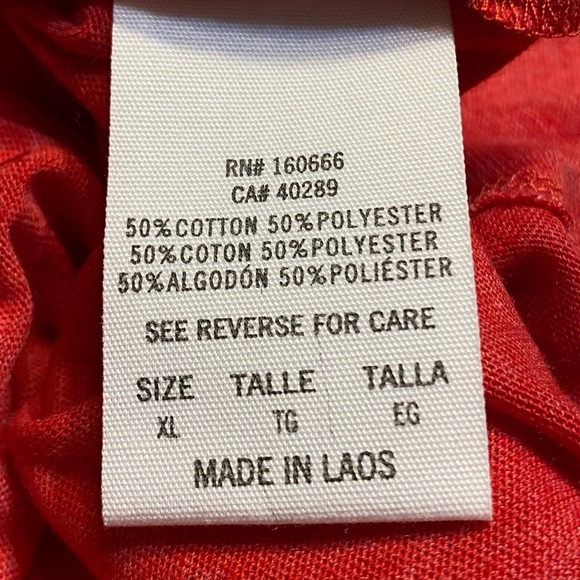 RN# 160666
CA# 40289
50%COTTON 50%POLYESTER
50%COTON 50%POLYESTER
50%ALGODÓN 50%POLIÉSTER
SEE REVERSE FOR CARE
SIZE TALLE TALLA
XL TG EG
MADE IN LAOS